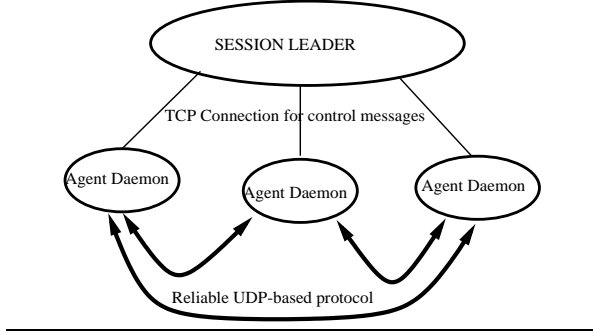 SESSION LEADER
TCP Connection for control messages
Agent Daemon
Agent Daemon
Agent Daemon
Reliable UDP-based protocol